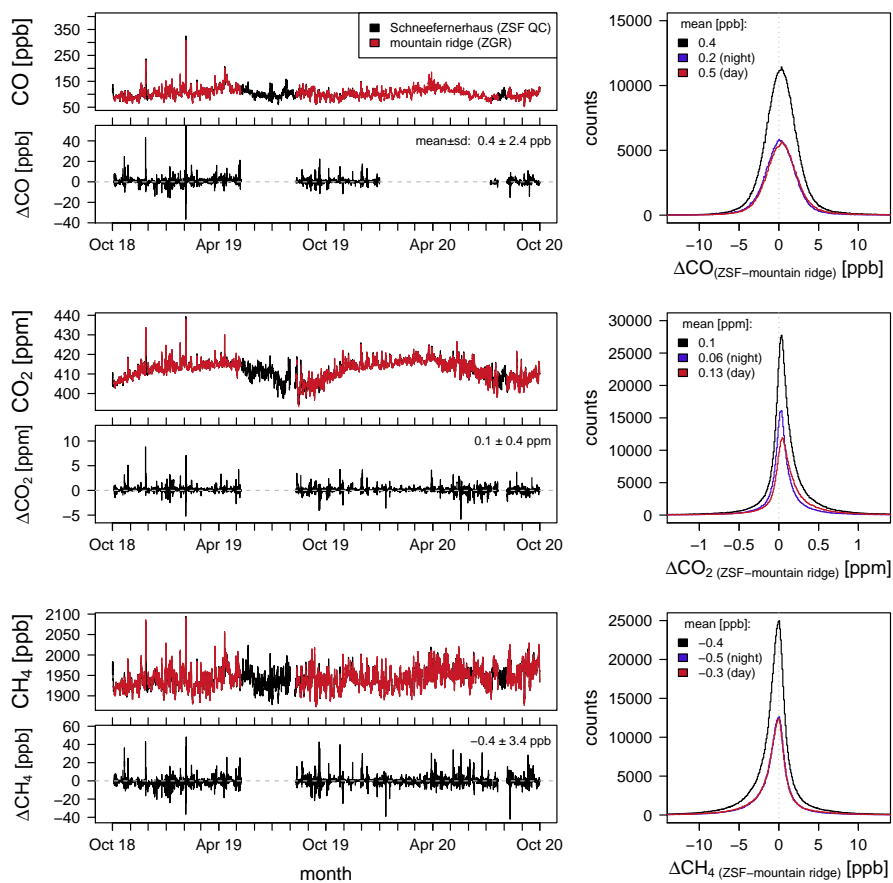 CO [ppb]
350
250
150
50
Schneefernerhaus (ZSF QC)
mountain ridge (ZGR)
ΔCO [ppb]
40
20
0
−20
−40
mean±sd: 0.4 ± 2.4 ppb
Oct 18 Apr 19 Oct 19 Apr 20 Oct 20
counts
15000
10000
5000
0
mean [ppb]:
0.4
0.2 (night)
0.5 (day)
−10 −5 0 5 10
ΔCO(ZSF−mountain ridge) [ppb]
CO2 [ppm]
440
430
420
410
400
ΔCO2 [ppm]
10
5
0
−5
0.1 ± 0.4 ppm
Oct 18 Apr 19 Oct 19 Apr 20 Oct 20
counts
30000
25000
20000
15000
10000
5000
0
mean [ppm]:
0.1
0.06 (night)
0.13 (day)
−1 −0.5 0 0.5 1
ΔCO2 (ZSF−mountain ridge) [ppm]
CH4 [ppb]
2100
2050
2000
1950
1900
ΔCH4 [ppb]
60
40
20
0
−20
−40
−0.4 ± 3.4 ppb
Oct 18 Apr 19 Oct 19 Apr 20 Oct 20
month
counts
25000
20000
15000
10000
5000
0
mean [ppb]:
−0.4
−0.5 (night)
−0.3 (day)
−10 −5 0 5 10
ΔCH4 (ZSF−mountain ridge) [ppb]